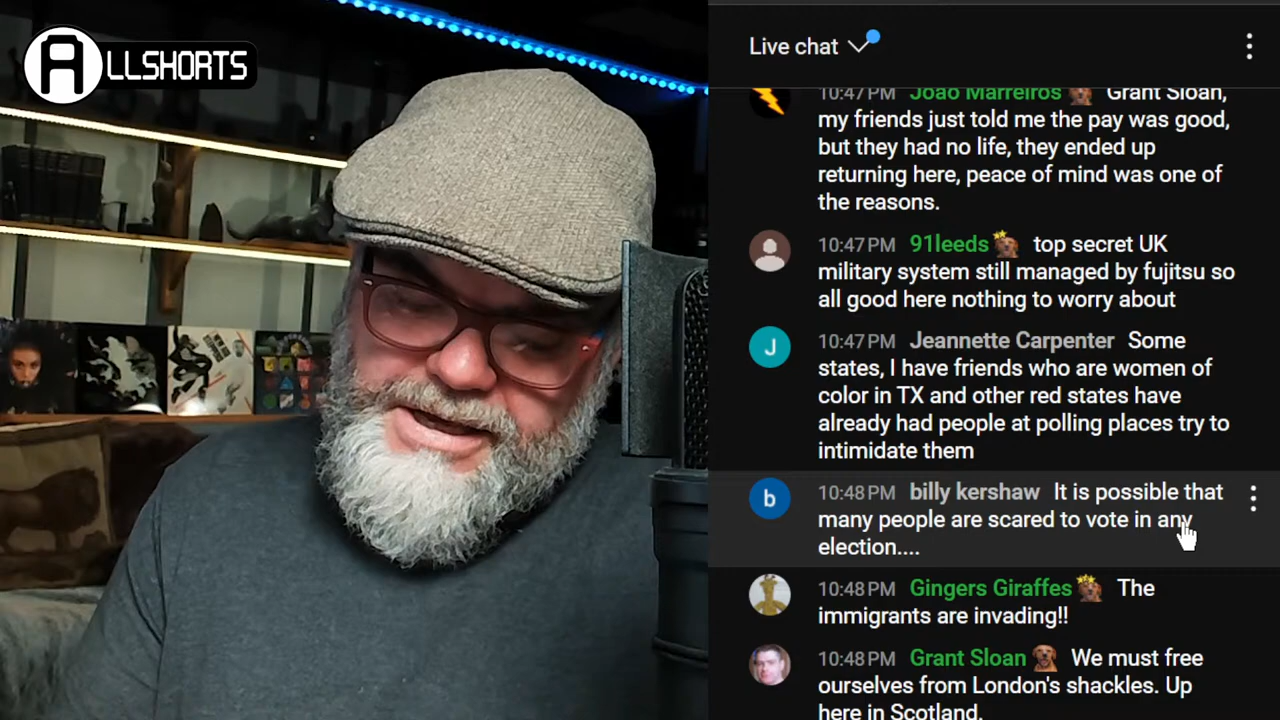 ALLSHORTS
Live chat
10:47 PM João Marreiros Grant Sloan,
my friends just told me the pay was good,
but they had no life, they ended up
returning here, peace of mind was one of
the reasons.
10:47 PM 91leeds top secret UK
military system still managed by fujitsu so
all good here nothing to worry about
J
10:47 PM Jeannette Carpenter Some
states, I have friends who are women of
color in TX and other red states have
already had people at polling places try to
intimidate them
b
10:48 PM billy kershaw It is possible that
many people are scared to vote in any
election....
10:48 PM Gingers Giraffes The
immigrants are invading!!
10:48 PM Grant Sloan We must free
ourselves from London's shackles. Up
here in Scotland.